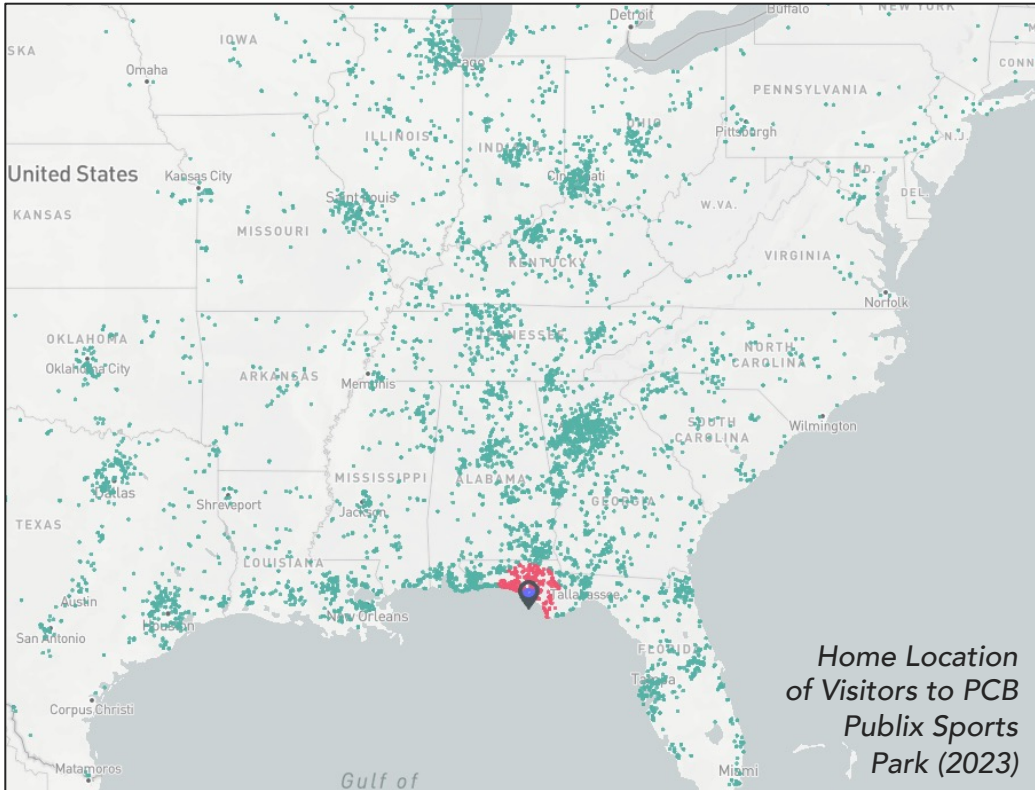 Detroit
Buffalo
NEW YORK
SKA
IOWA
Omaha
CONN
PENNSYLVANIA
Pittsburgh
N.J.
ILLINOIS
OHIO
United States
Kansas City
Saint Louis
Cincinnati
MD.
DEL.
KANSAS
MISSOURI
W.VA.
VIRGINIA
KENTUCKY
Norfolk
OKLAHOMA
Oklahoma City
ARKANSAS
Memphis
TENNESSEE
NORTH
CAROLINA
Wilmington
SOUTH
CAROLINA
Dallas
MISSISSIPPI
ALABAMA
GEORGIA
Shreveport
Jackson
TEXAS
LOUISIANA
Austin
Houston
New Orleans
Tallahassee
San Antonio
FLORIDA
Tampa
Corpus Christi
Miami
Matamoros
Gulf of
Home Location
of Visitors to PCB
Publix Sports
Park (2023)